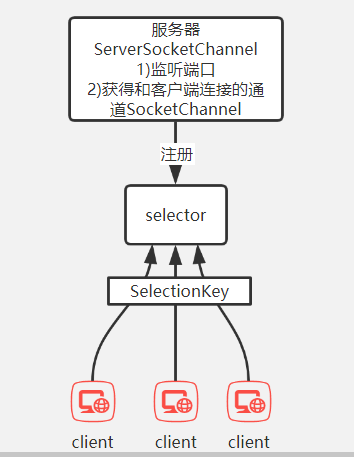 服务器
ServerSocketChannel
1)监听端口
2)获得和客户端连接的通
道SocketChannel
注册
selector
SelectionKey
client
client
client